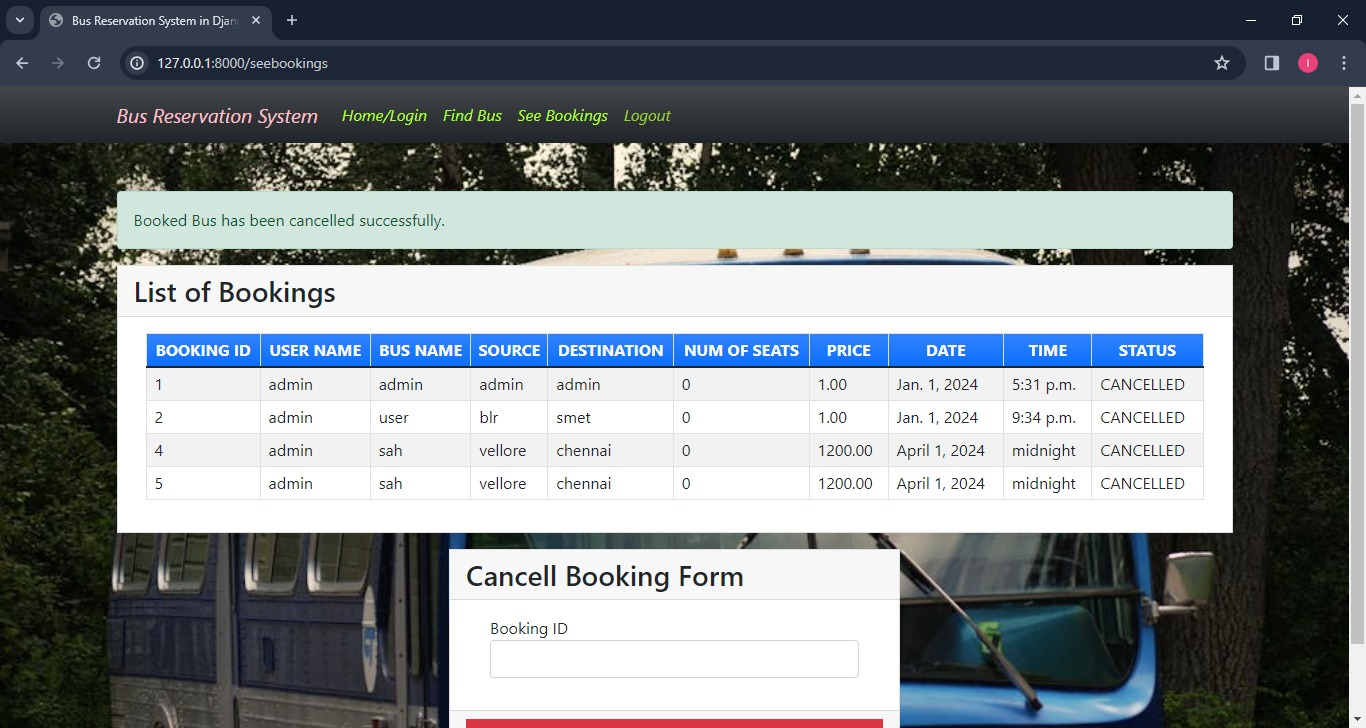 Bus Reservation System in Djan
127.0.0.1:8000/seebookings
I
Bus Reservation System Home/Login Find Bus See Bookings Logout
Booked Bus has been cancelled successfully.
List of Bookings
BOOKING ID USER NAME BUS NAME SOURCE DESTINATION NUM OF SEATS PRICE DATE TIME STATUS
1 admin admin admin admin 0 1.00 Jan. 1, 2024 5:31 p.m. CANCELLED
2 admin user blr smet 0 1.00 Jan. 1, 2024 9:34 p.m. CANCELLED
4 admin sah vellore chennai 0 1200.00 April 1, 2024 midnight CANCELLED
5 admin sah vellore chennai 0 1200.00 April 1, 2024 midnight CANCELLED
Cancell Booking Form
Booking ID